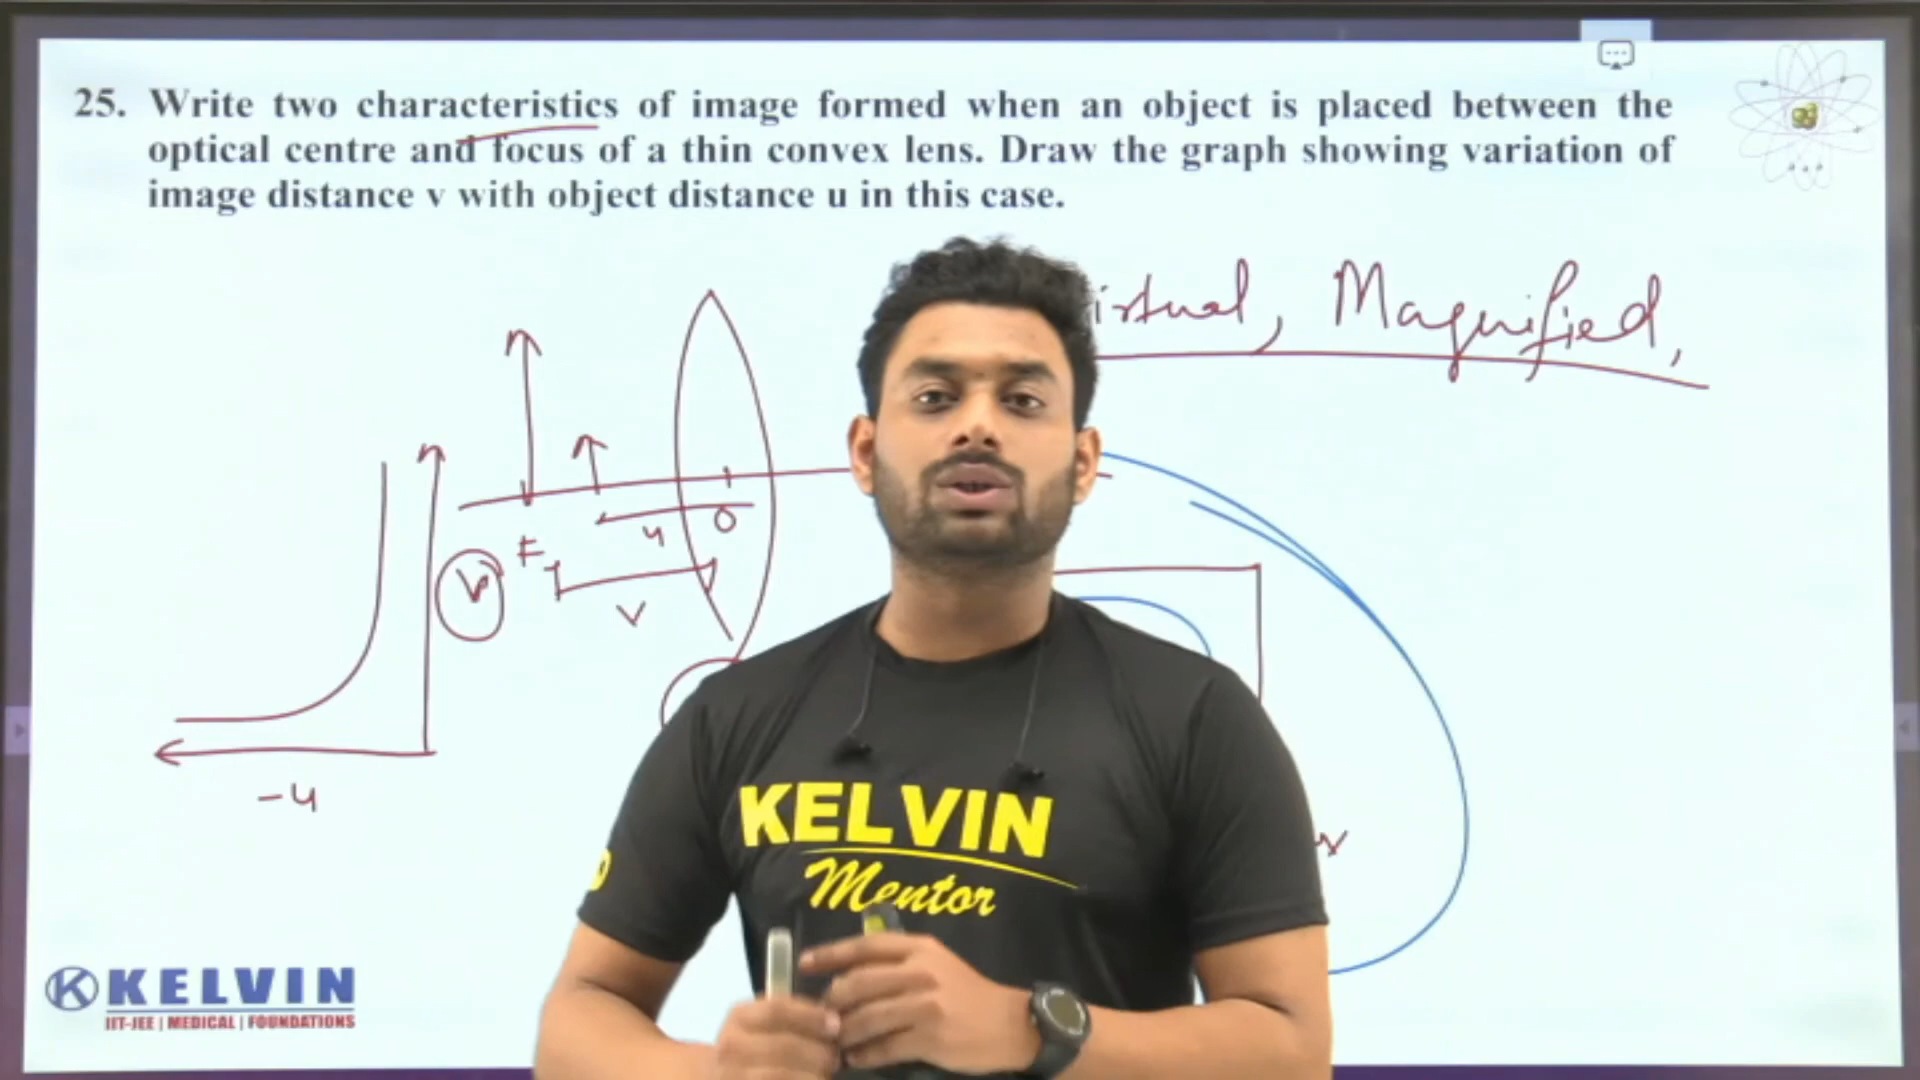 25. Write two characteristics of image formed when an object is placed between the
optical centre and focus of a thin convex lens. Draw the graph showing variation of
image distance v with object distance u in this case.
irtual, Magnified,
F
u
O
v
v
-u
KELVIN
Mentor
KELVIN
IIT-JEE | MEDICAL | FOUNDATIONS